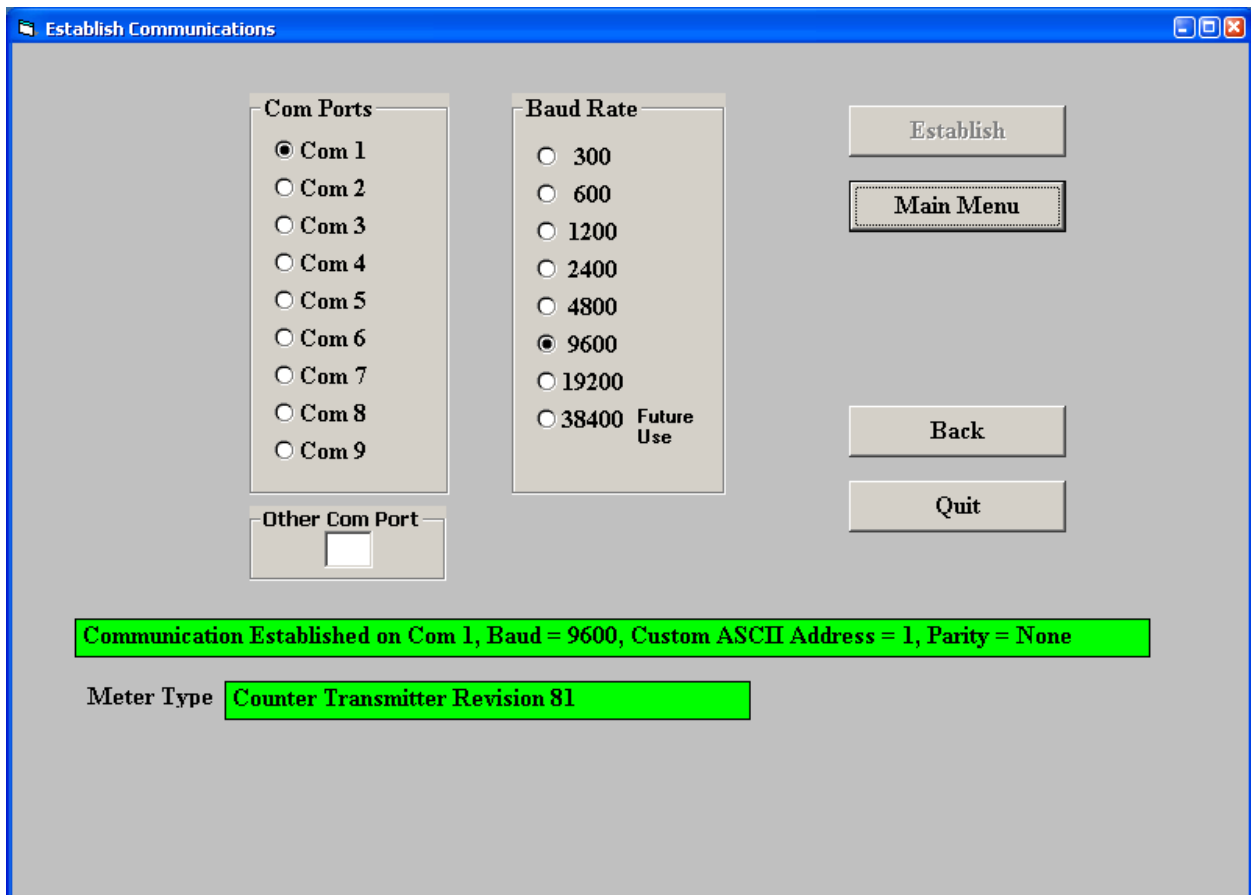 Establish Communications
Com Ports
Com 1
Com 2
Com 3
Com 4
Com 5
Com 6
Com 7
Com 8
Com 9
Other Com Port
Baud Rate
300
600
1200
2400
4800
9600
19200
38400 Future
Use
Establish
Main Menu
Back
Quit
Communication Established on Com 1, Baud = 9600, Custom ASCII Address = 1, Parity = None
Meter Type Counter Transmitter Revision 81